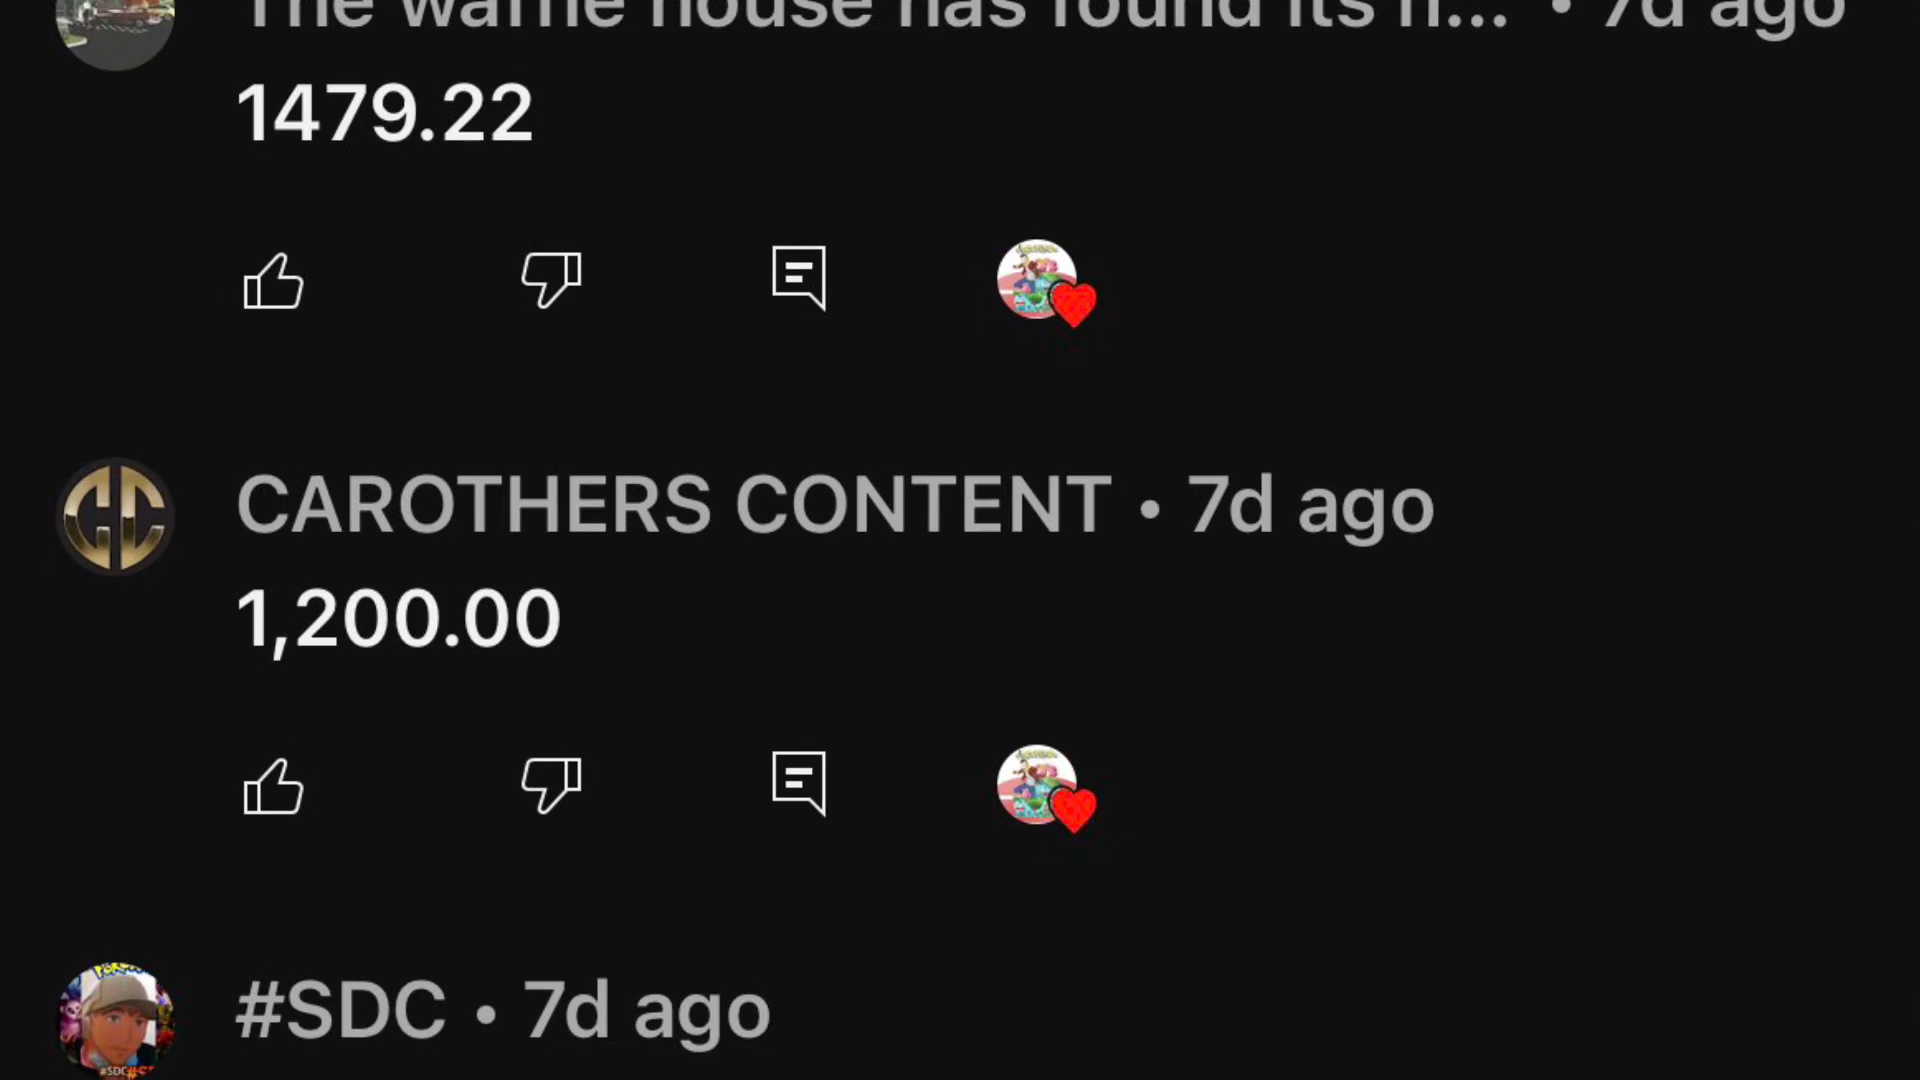 The waffle house has found its n... • 7d ago
1479.22
CAROTHERS CONTENT • 7d ago
1,200.00
#SDC • 7d ago